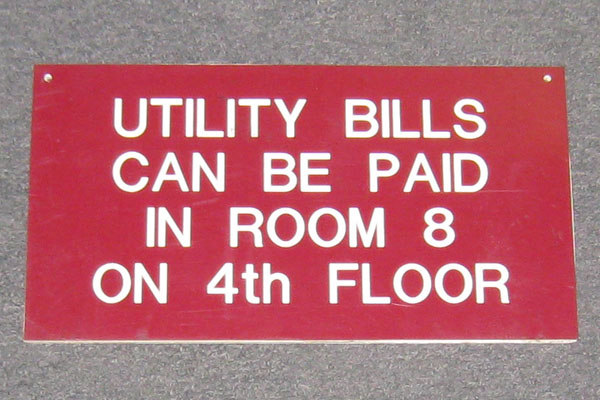 UTILITY BILLS
CAN BE PAID
IN ROOM 8
ON 4th FLOOR